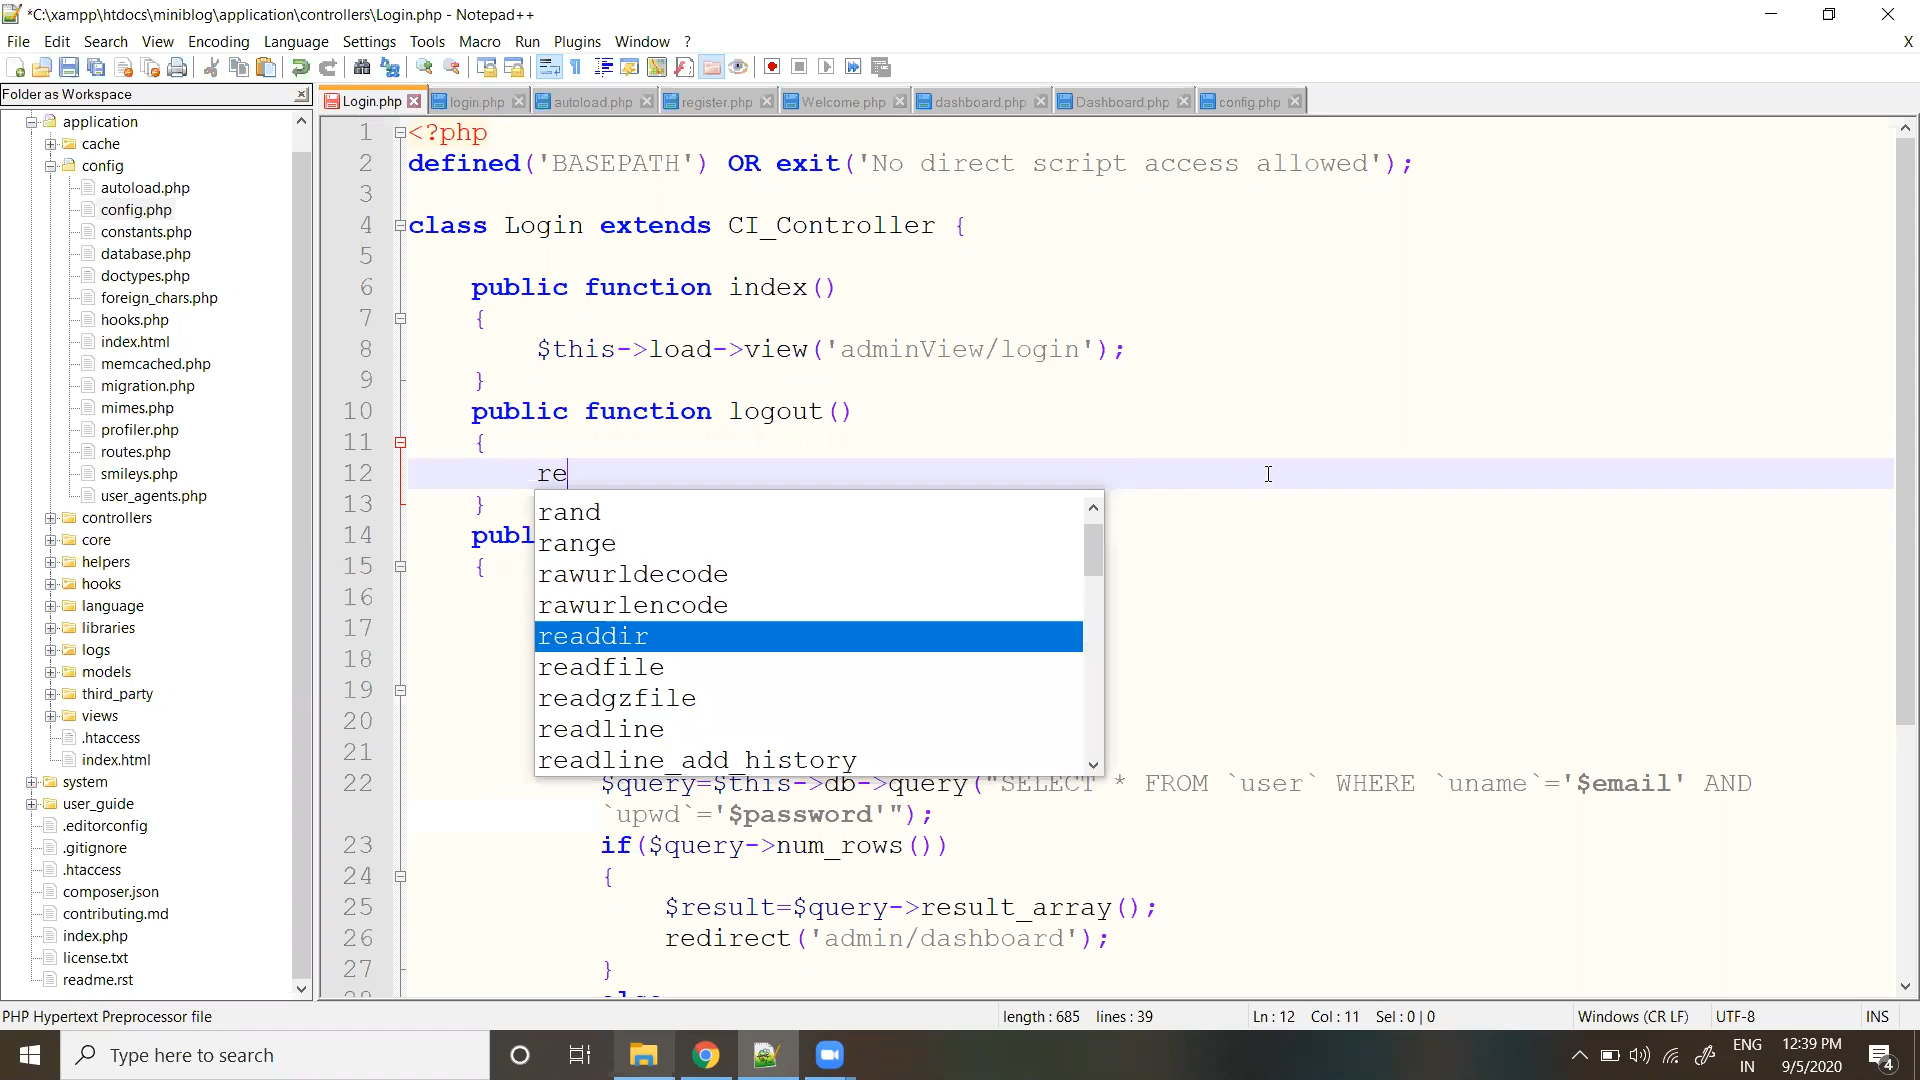 *C:\xampp\htdocs\miniblog\application\controllers\Login.php - Notepad++
File Edit Search View Encoding Language Settings Tools Macro Run Plugins Window ? X
Folder as Workspace
Login.php login.php autoload.php register.php Welcome.php dashboard.php Dashboard.php config.php
application
cache
config
autoload.php
config.php
constants.php
database.php
doctypes.php
foreign_chars.php
hooks.php
index.html
memcached.php
migration.php
mimes.php
profiler.php
routes.php
smileys.php
user_agents.php
controllers
core
helpers
hooks
language
libraries
logs
models
third_party
views
.htaccess
index.html
system
user_guide
.editorconfig
.gitignore
.htaccess
composer.json
contributing.md
index.php
license.txt
readme.rst
1 <?php
2 defined('BASEPATH') OR exit('No direct script access allowed');
3
4 class Login extends CI_Controller {
5
6 public function index()
7 {
8 $this->load->view('adminView/login');
9 }
10 public function logout()
11 {
12 re
13 }
14 publ
15 {
16
17
18
19
20
21
rand
range
rawurldecode
rawurlencode
readdir
readfile
readgzfile
readline
readline_add_history
22 $query=$this->db->query("SELECT * FROM `user` WHERE `uname`='$email' AND
`upwd`='$password'");
23 if($query->num_rows())
24 {
25 $result=$query->result_array();
26 redirect('admin/dashboard');
27 }
28 else
PHP Hypertext Preprocessor file length : 685 lines : 39 Ln : 12 Col : 11 Sel : 0 | 0 Windows (CR LF) UTF-8 INS
Type here to search
ENG
IN
12:39 PM
9/5/2020
4